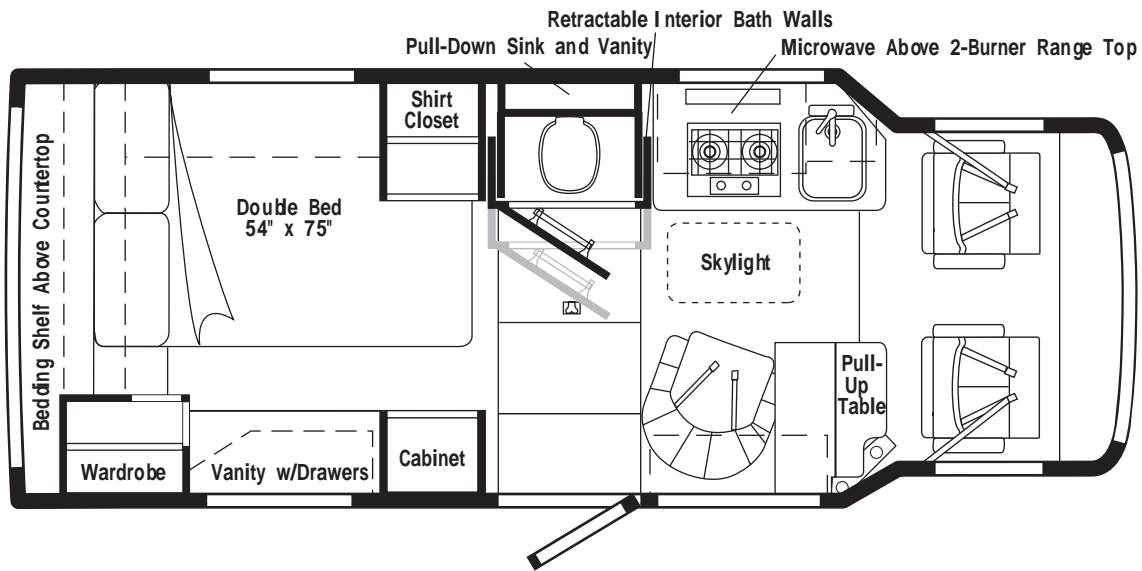 Retractable Interior Bath Walls
Pull-Down Sink and Vanity
Microwave Above 2-Burner Range Top
Shirt
Closet
Bedding Shelf Above Countertop
Double Bed
54" x 75"
Skylight
Pull-
Up
Table
Wardrobe
Vanity w/Drawers
Cabinet